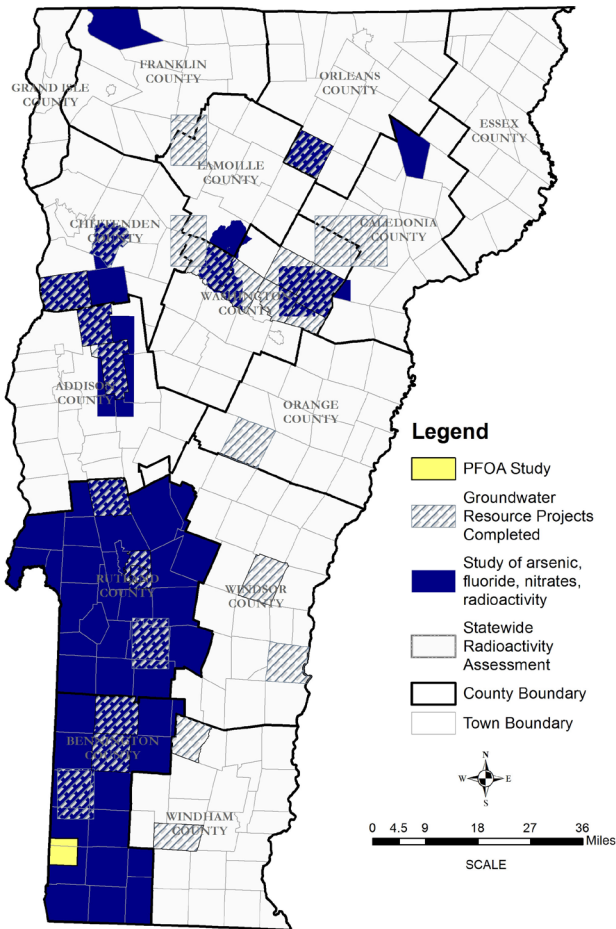 FRANKLIN
COUNTY
ORLEANS
COUNTY
GRAND ISLE
COUNTY
ESSEX
COUNTY
LAMOILLE
COUNTY
CHITTENDEN
COUNTY
CALEDONIA
COUNTY
WASHINGTON
COUNTY
ADDISON
COUNTY
ORANGE
COUNTY
RUTLAND
COUNTY
WINDSOR
COUNTY
BENNINGTON
COUNTY
WINDHAM
COUNTY
Legend
PFOA Study
Groundwater
Resource Projects
Completed
Study of arsenic,
fluoride, nitrates,
radioactivity
Statewide
Radioactivity
Assessment
County Boundary
Town Boundary
N
W E
S
0 4.5 9 18 27 36
Miles
SCALE